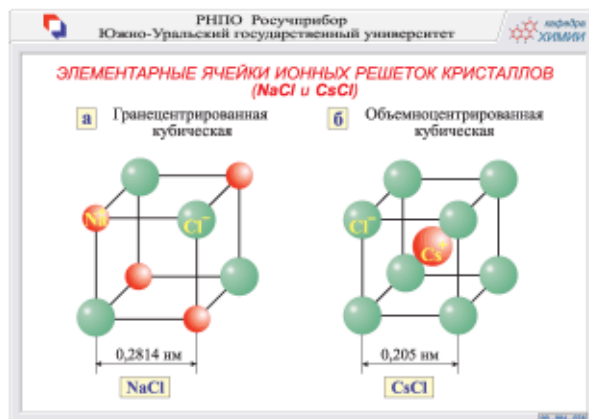 РНПО Росучприбор
Южно-Уральский государственный университет
кафедра
ХИМИИ
ЭЛЕМЕНТАРНЫЕ ЯЧЕЙКИ ИОННЫХ РЕШЕТОК КРИСТАЛЛОВ
(NaCl и CsCl)
а Гранецентрированная
кубическая
б Объемноцентрированная
кубическая
Na⁺
Cl⁻
Cl⁻
Cs⁺
0,2814 нм
0,205 нм
NaCl
CsCl